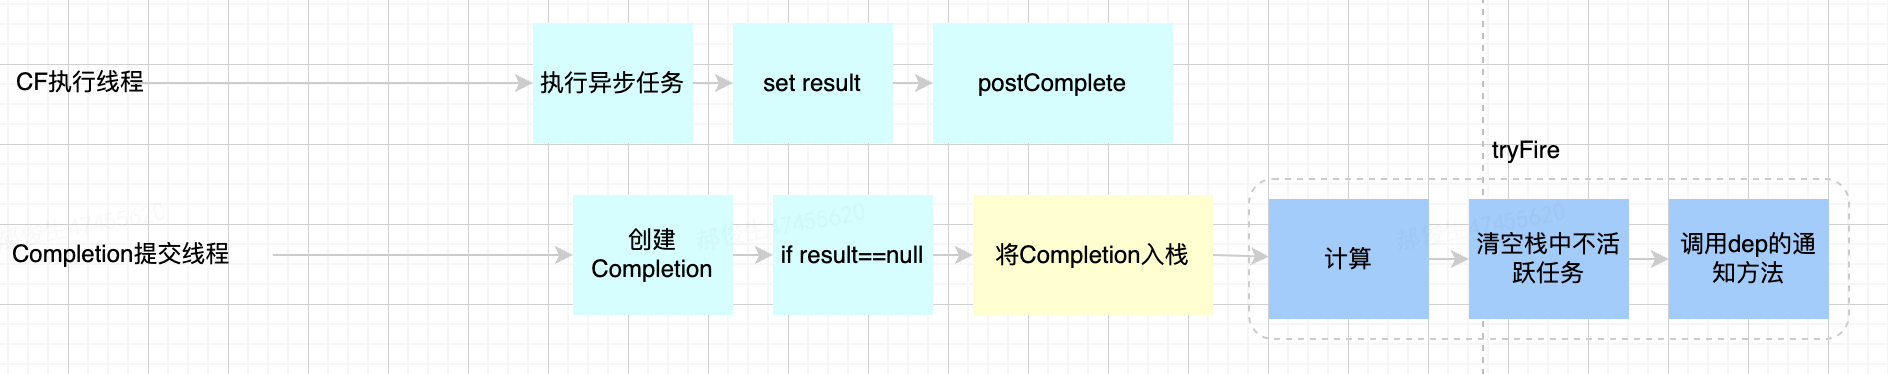 CF执行线程
执行异步任务
set result
postComplete
tryFire
Completion提交线程
创建
Completion
if result==null
将Completion入栈
计算
清空栈中不活
跃任务
调用dep的通
知方法
47455620
47455620
47455620